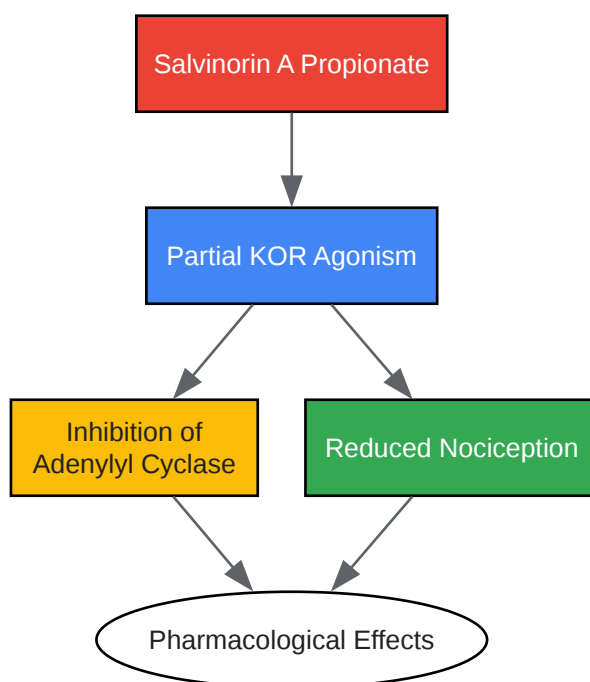 Salvinorin A Propionate
Partial KOR Agonism
Inhibition of
Adenylyl Cyclase
Reduced Nociception
Pharmacological Effects